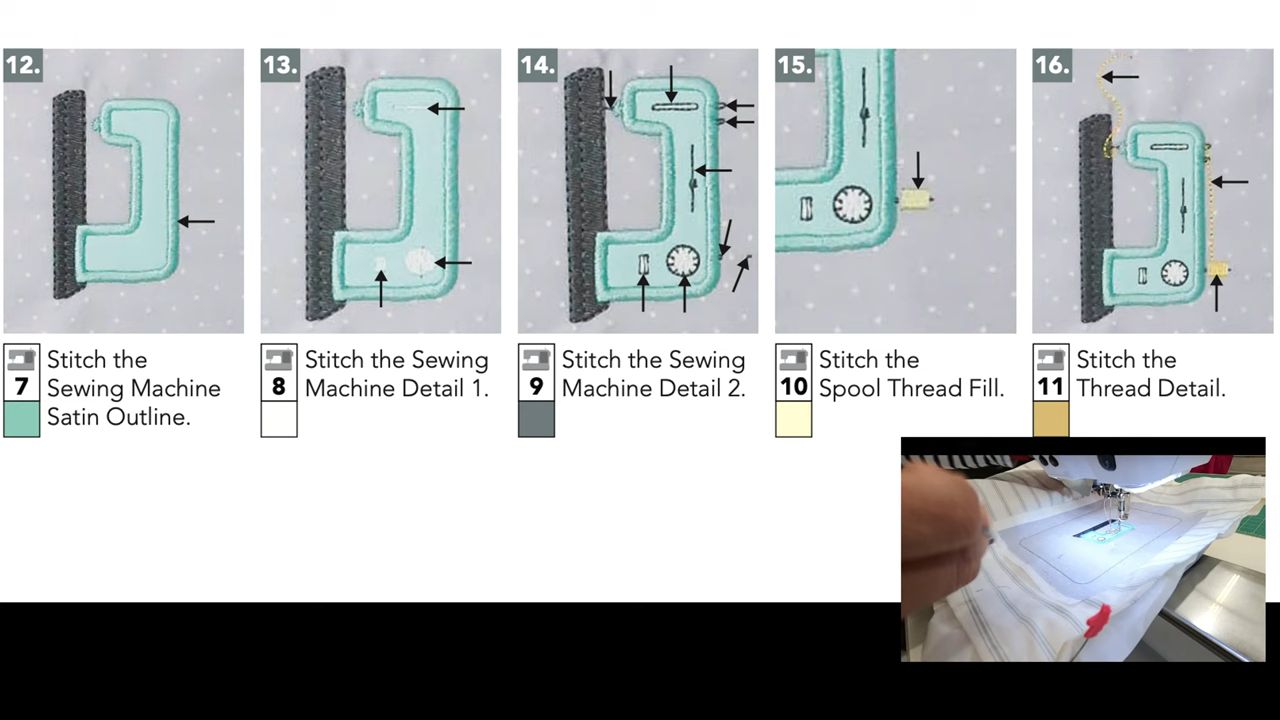 12.
13.
14.
15.
16.
7
Stitch the
Sewing Machine
Satin Outline.
8
Stitch the Sewing
Machine Detail 1.
9
Stitch the Sewing
Machine Detail 2.
10
Stitch the
Spool Thread Fill.
11
Stitch the
Thread Detail.